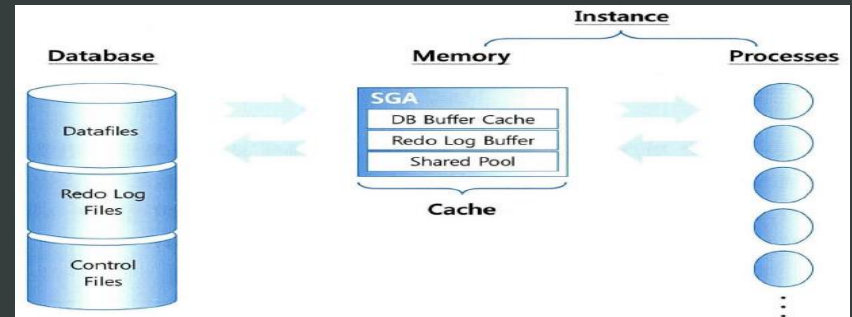 Instance
Database
Memory
Processes
SGA
DB Buffer Cache
Redo Log Buffer
Shared Pool
Cache
Datafiles
Redo Log
Files
Control
Files